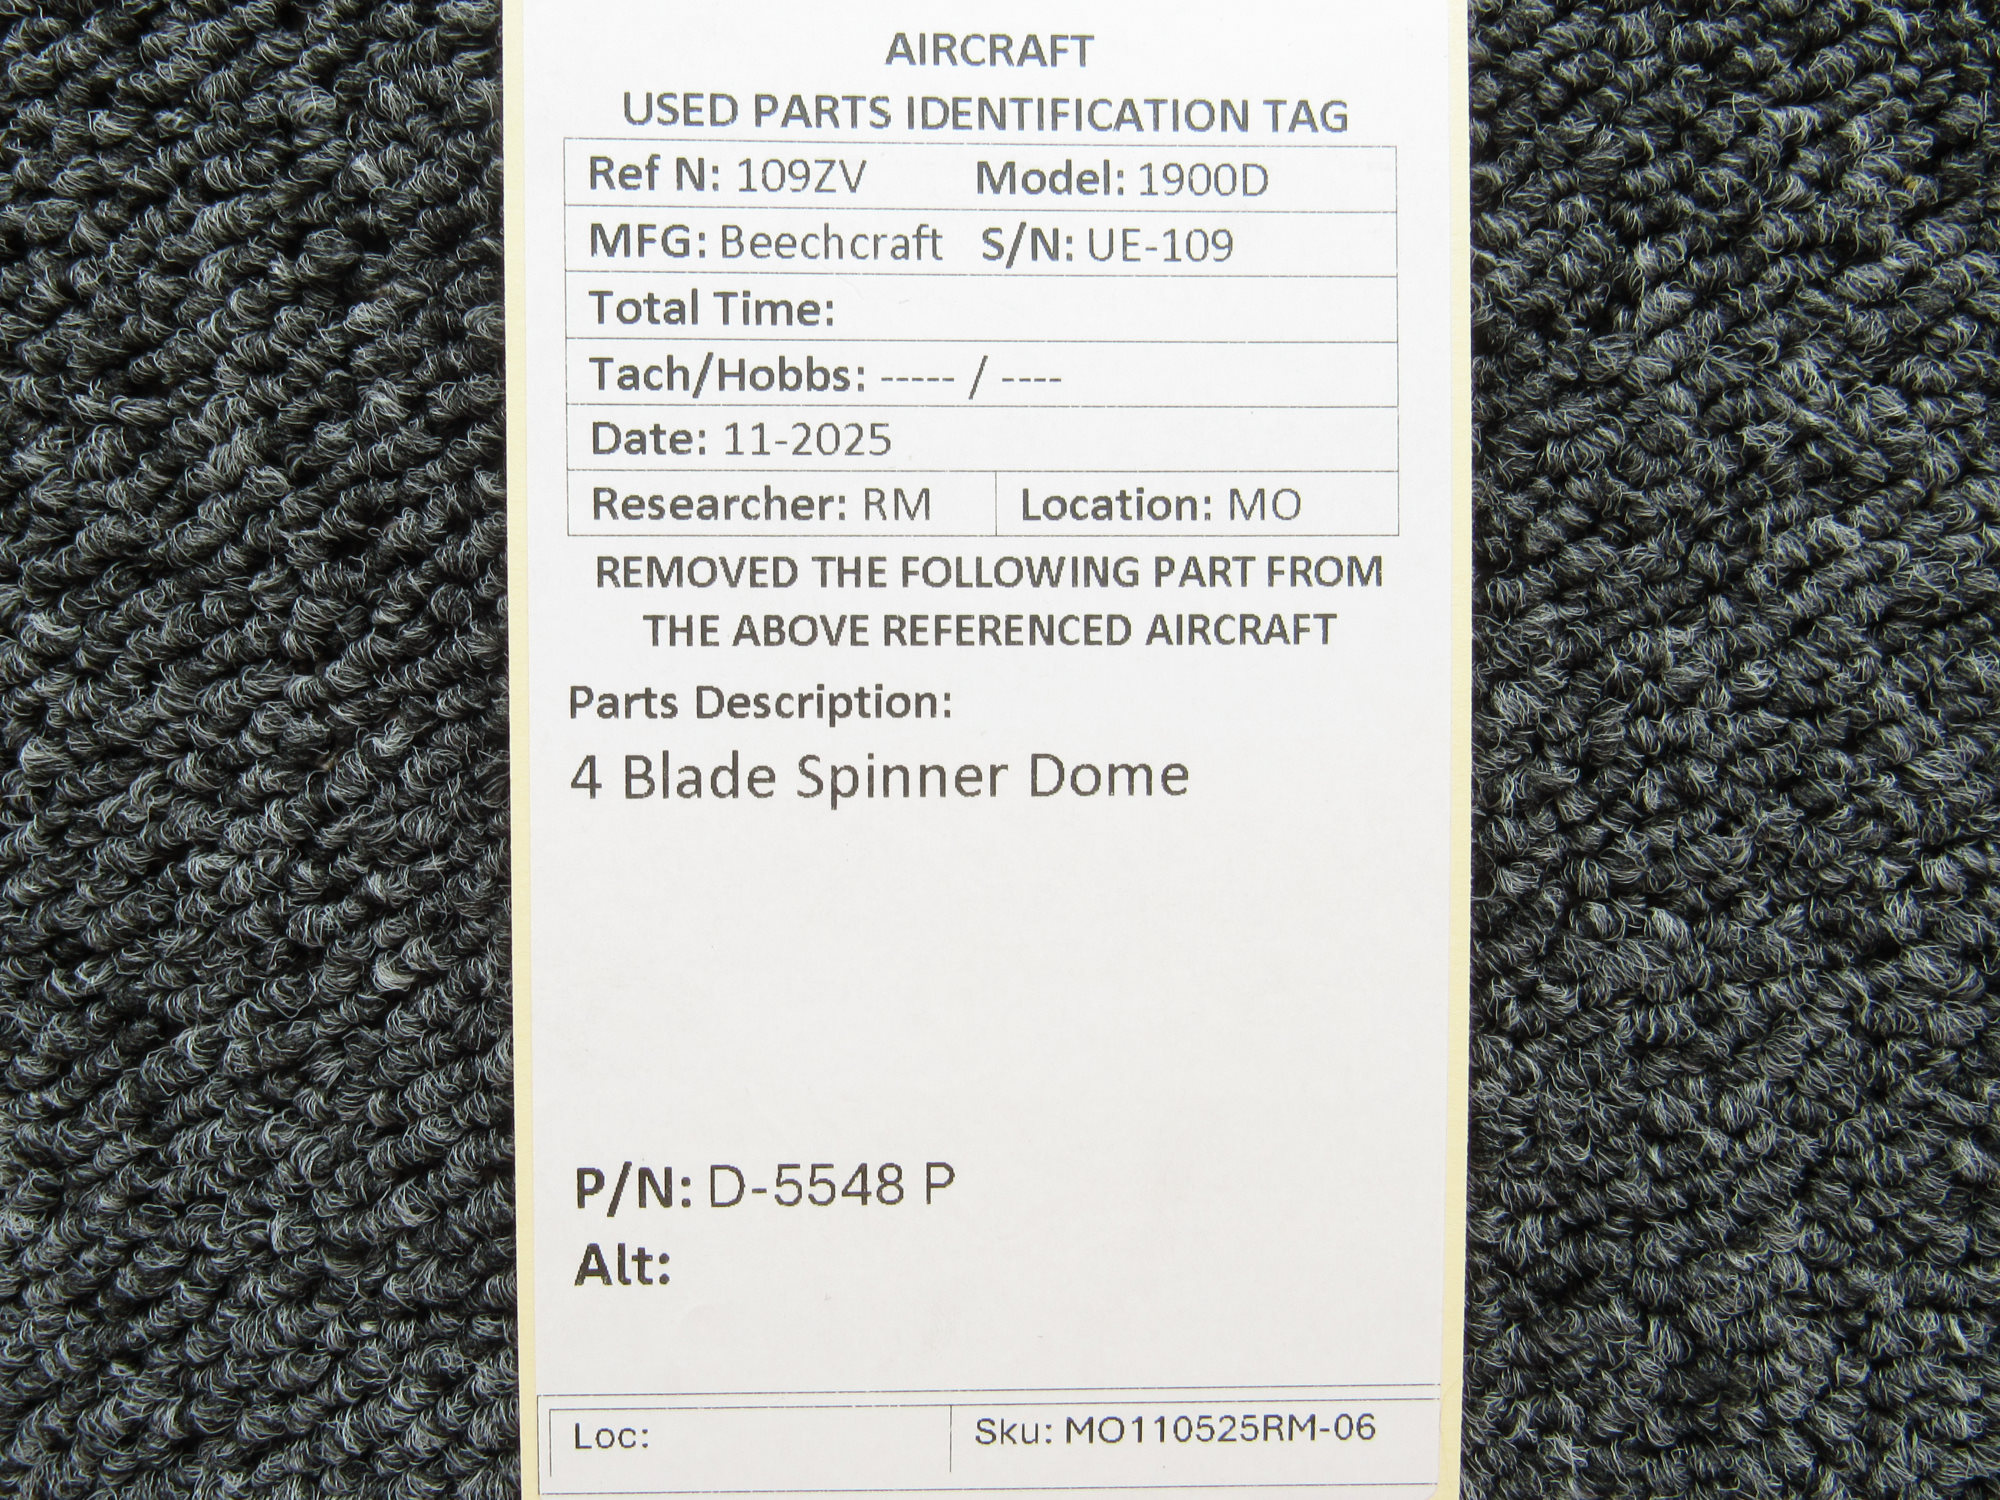 AIRCRAFT
USED PARTS IDENTIFICATION TAG
Ref N: 109ZV Model: 1900D
MFG: Beechcraft S/N: UE-109
Total Time:
Tach/Hobbs: ----- / ----
Date: 11-2025
Researcher: RM Location: MO
REMOVED THE FOLLOWING PART FROM
THE ABOVE REFERENCED AIRCRAFT
Parts Description:
4 Blade Spinner Dome
P/N: D-5548 P
Alt:
Loc: Sku: MO110525RM-06